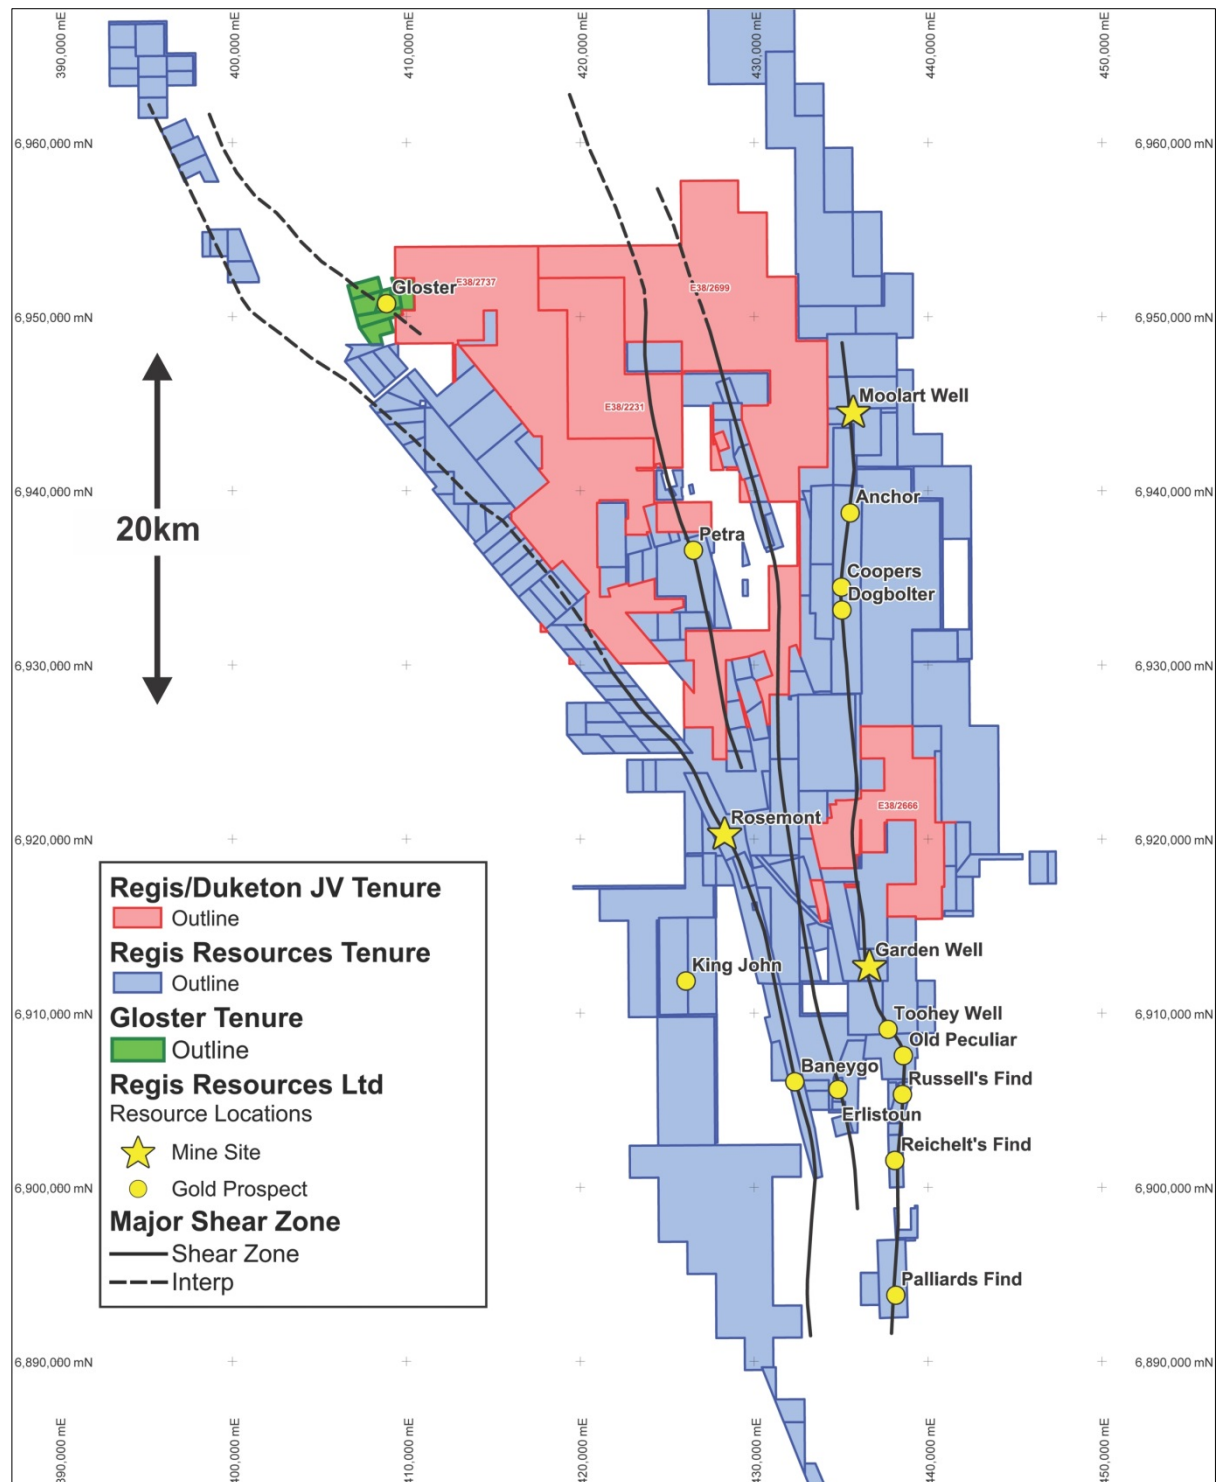 390,000 mE
400,000 mE
410,000 mE
420,000 mE
430,000 mE
440,000 mE
450,000 mE
6,960,000 mN
6,960,000 mN
Gloster
E38/2737
E38/2699
6,950,000 mN
6,950,000 mN
Moolart Well
E38/2231
6,940,000 mN
Anchor
6,940,000 mN
20km
Petra
Coopers
Dogbolter
6,930,000 mN
6,930,000 mN
E38/2666
Rosemont
6,920,000 mN
6,920,000 mN
Regis/Duketon JV Tenure
Outline
Regis Resources Tenure
Outline
Gloster Tenure
Outline
Regis Resources Ltd
Resource Locations
Mine Site
Gold Prospect
Major Shear Zone
Shear Zone
Interp
King John
Garden Well
6,910,000 mN
Toohey Well
6,910,000 mN
Old Peculiar
Baneygo
Russell's Find
Erlistoun
Reichelt's Find
6,900,000 mN
6,900,000 mN
Palliards Find
6,890,000 mN
6,890,000 mN
390,000 mE
400,000 mE
410,000 mE
420,000 mE
430,000 mE
440,000 mE
450,000 mE